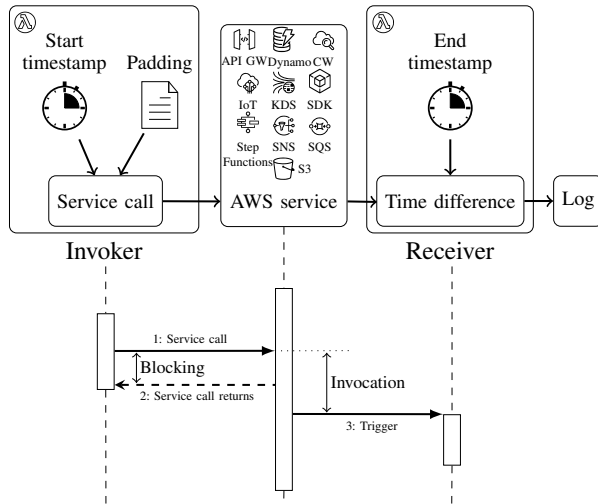 Start
timestamp
Padding
Service call
Invoker
API GW
Dynamo
CW
IoT
KDS
SDK
Step
Functions
SNS
SQS
S3
AWS service
End
timestamp
Time difference
Receiver
Log
1: Service call
Blocking
2: Service call returns
Invocation
3: Trigger